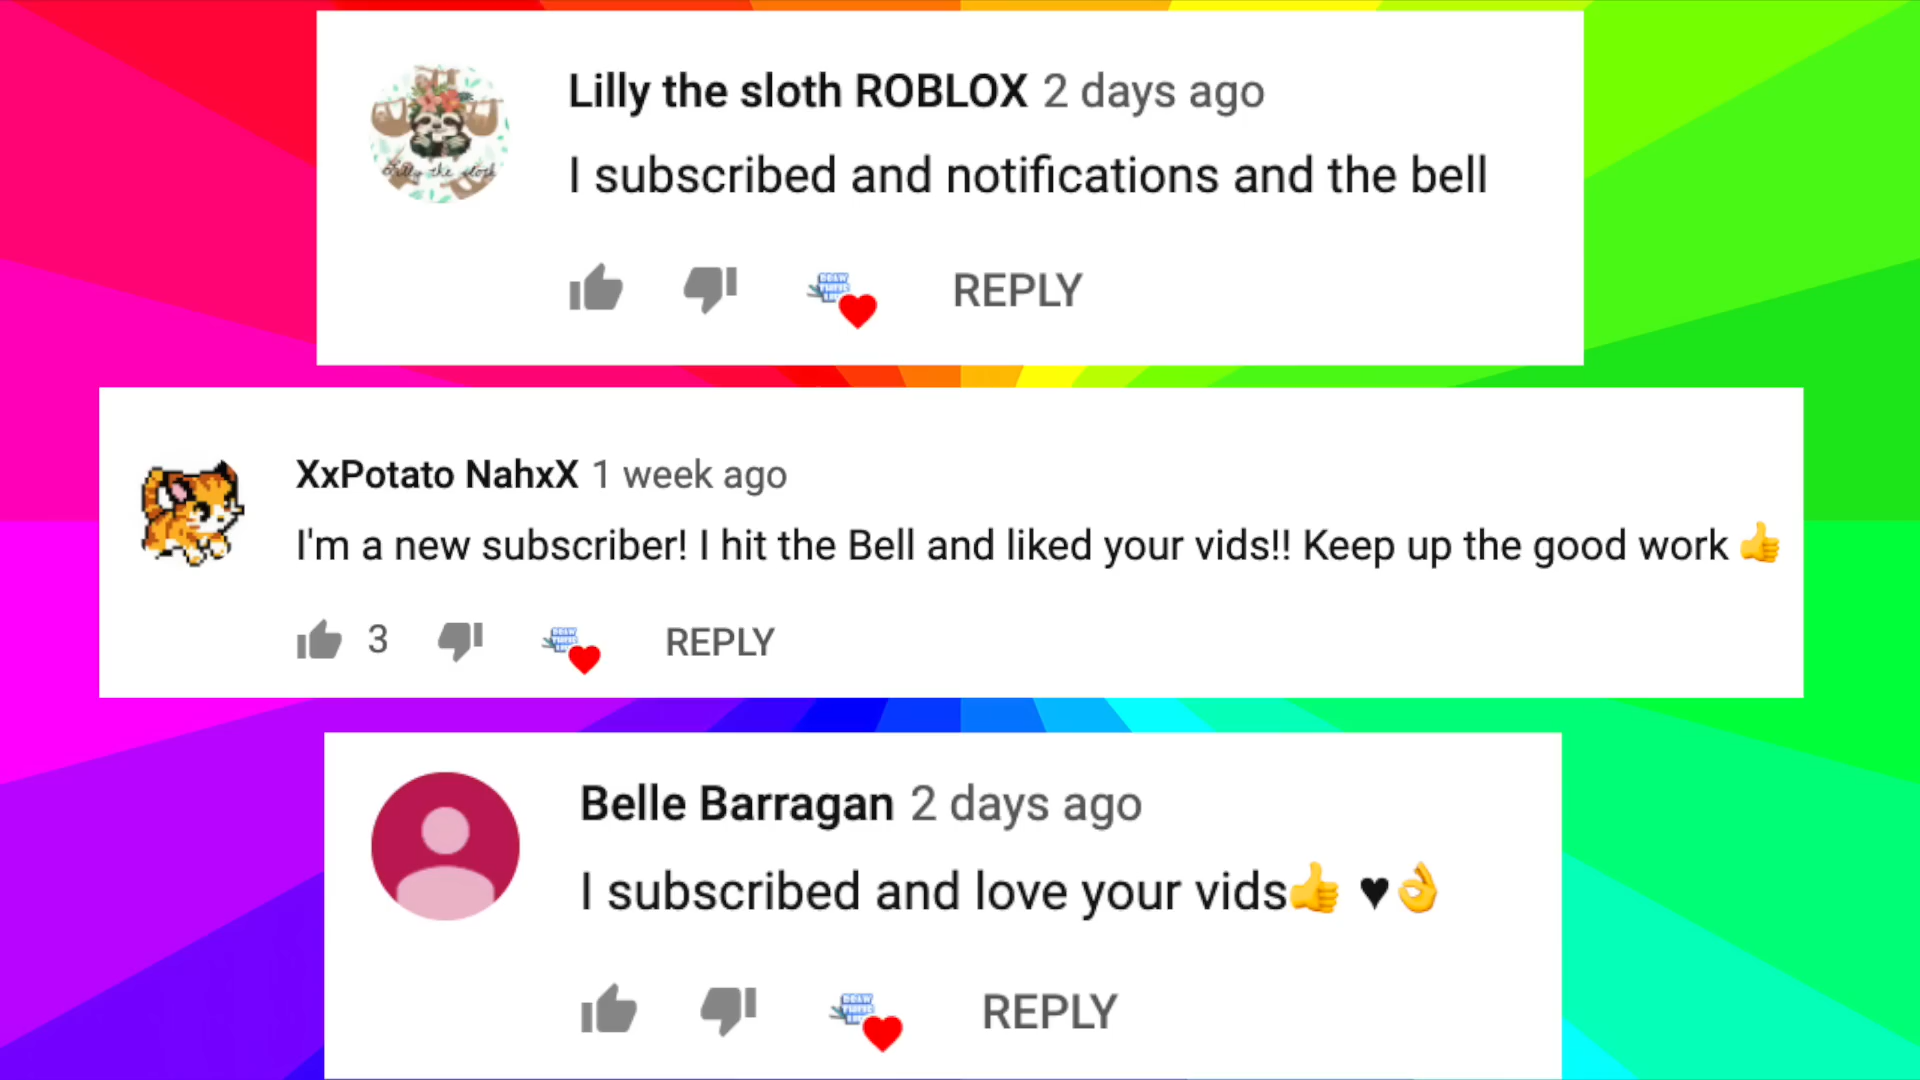 Lilly the sloth ROBLOX 2 days ago
I subscribed and notifications and the bell
REPLY
XxPotato NahxX 1 week ago
I'm a new subscriber! I hit the Bell and liked your vids!! Keep up the good work 👍
3 REPLY
Belle Barragan 2 days ago
I subscribed and love your vids👍 ♥👌
REPLY